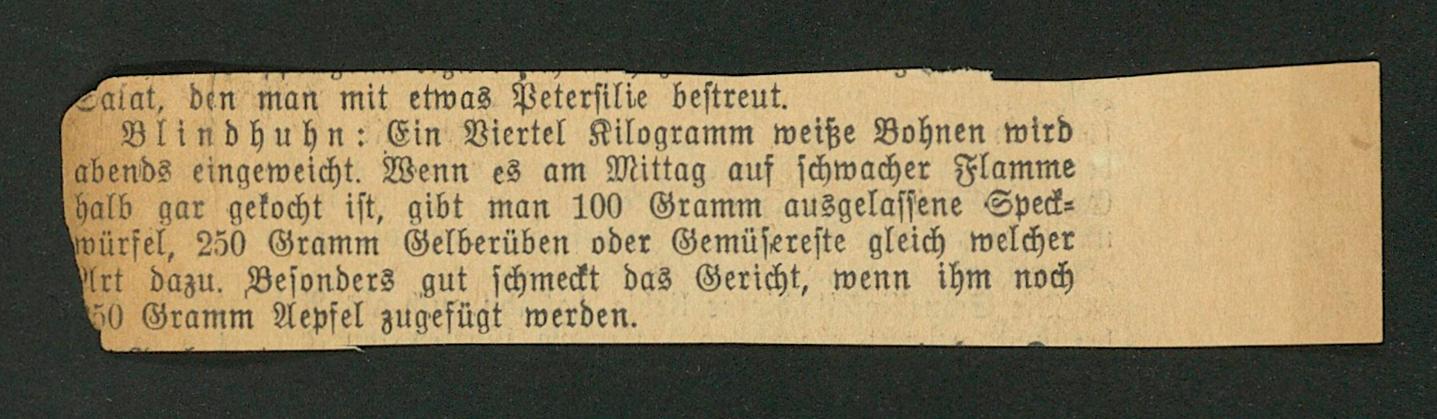 Salat, den man mit etwas Petersilie bestreut.
Blindhuhn: Ein Viertel Kilogramm weiße Bohnen wird
abends eingeweicht. Wenn es am Mittag auf schwacher Flamme
halb gar gekocht ist, gibt man 100 Gramm ausgelassene Speck-
würfel, 250 Gramm Gelberüben oder Gemüsereste gleich welcher
Art dazu. Besonders gut schmeckt das Gericht, wenn ihm noch
50 Gramm Aepfel zugefügt werden.